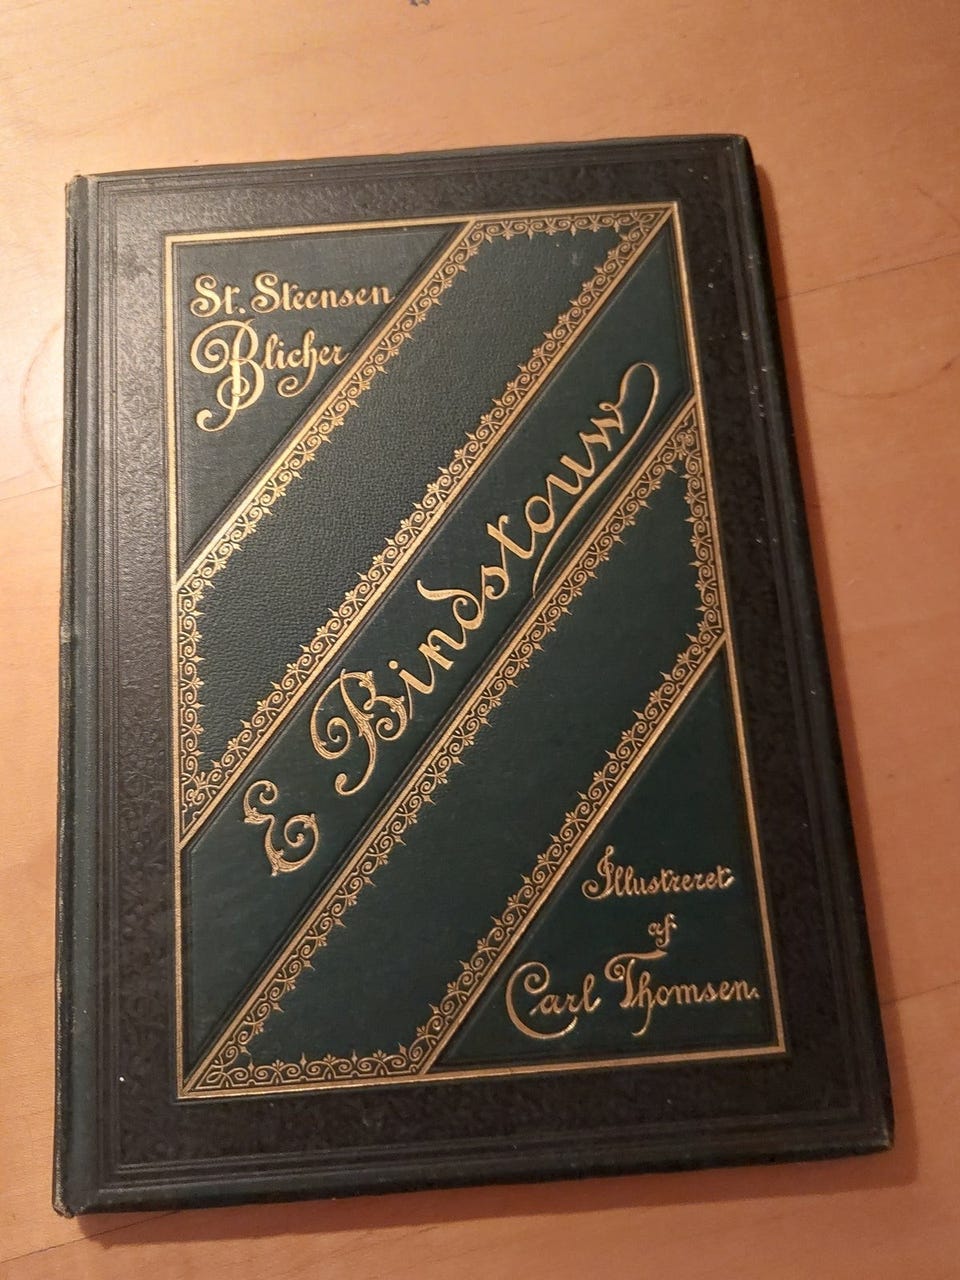 St. Steensen
Blicher
E Bindstouw
Illustreret
af
Carl Thomsen.